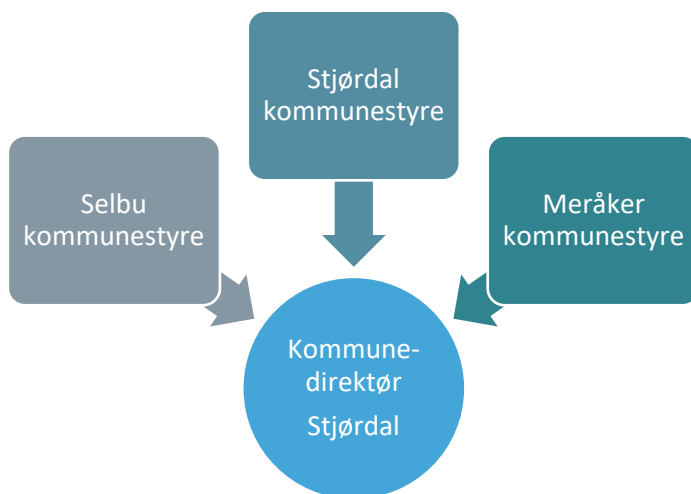 Stjørdal
kommunestyre
Selbu
kommunestyre
Meråker
kommunestyre
Kommune-
direktør
Stjørdal